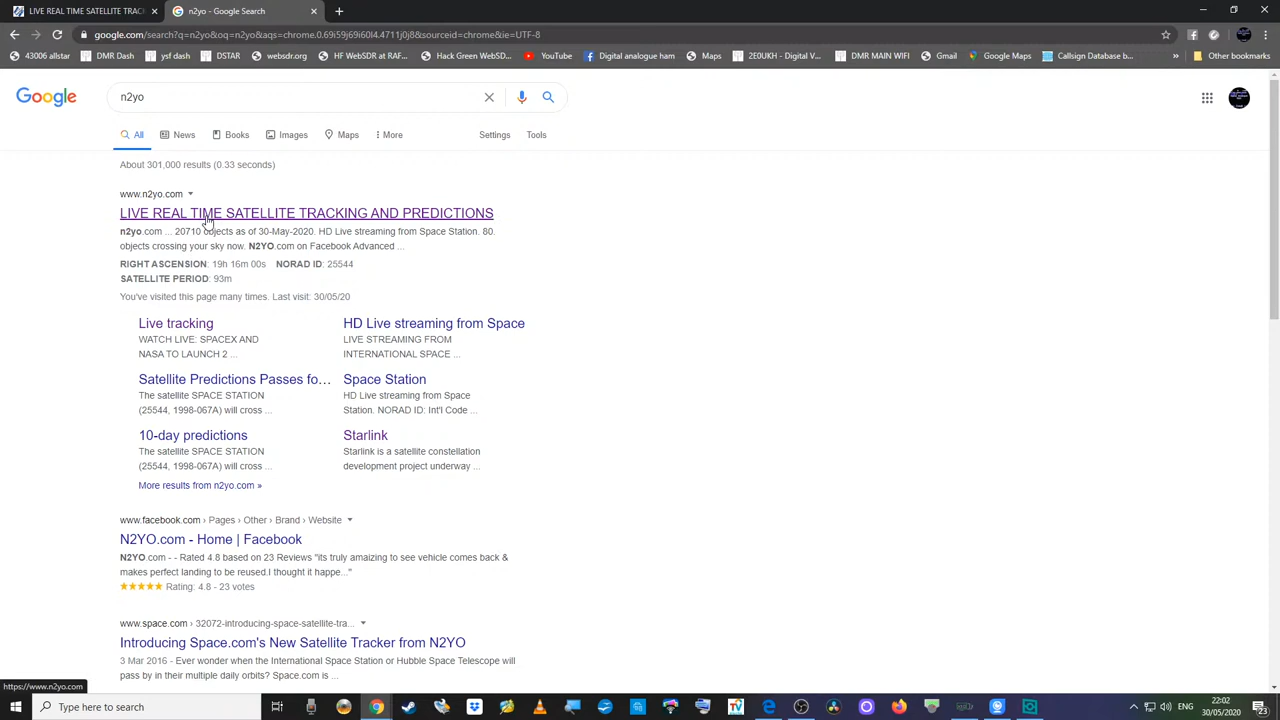 LIVE REAL TIME SATELLITE TRACK
n2yo - Google Search
google.com/search?q=n2yo&oq=n2yo&aqs=chrome.0.69i59j69i60l4.4711j0j8&sourceid=chrome&ie=UTF-8
43006 allstar
DMR dash
ysf dash
DSTAR
websdr.org
HF WebSDR at RAF...
Hack Green WebSD...
YouTube
Digital analogue ham
2E0UKH - Digital V...
DMR MAIN WIFI
Gmail
Google Maps
Callsign Database b...
»
Google
n2yo
All
News
Books
Images
Maps
More
Settings
Tools
About 301,000 results (0.33 seconds)
www.n2yo.com
LIVE REAL TIME SATELLITE TRACKING AND PREDICTIONS
n2yo.com ... 20710 objects as of 30-May-2020. HD Live streaming from Space Station. 80.
objects crossing your sky now. N2YO.com on Facebook Advanced ...
RIGHT ASCENSION: 19h 16m 00s NORAD ID: 25544
SATELLITE PERIOD: 93m
You've visited this page many times. Last visit: 30/05/20
Live tracking
WATCH LIVE: SPACEX AND
NASA TO LAUNCH 2 ...
HD Live streaming from Space
LIVE STREAMING FROM
INTERNATIONAL SPACE ...
Satellite Predictions Passes fo...
The satellite SPACE STATION
(25544, 1998-067A) will cross ...
Space Station
HD Live streaming from Space
Station. NORAD ID: Int'l Code ...
10-day predictions
The satellite SPACE STATION
(25544, 1998-067A) will cross ...
Starlink
Starlink is a satellite constellation
development project underway ...
More results from n2yo.com »
www.facebook.com › Pages › Other › Brand › Website
N2YO.com - Home | Facebook
N2YO.com - - Rated 4.8 based on 23 Reviews "its truly amaizing to see vehicle comes back &
makes perfect landing to be reused.I thought it happe..."
Rating: 4.8 - 23 votes
www.space.com › 32072-introducing-space-satellite-tra...
Introducing Space.com's New Satellite Tracker from N2YO
3 Mar 2016 - Ever wonder when the International Space Station or Hubble Space Telescope will
pass by in their multiple daily orbits? Space.com is ...
https://www.n2yo.com
Type here to search
22:02
30/05/2020